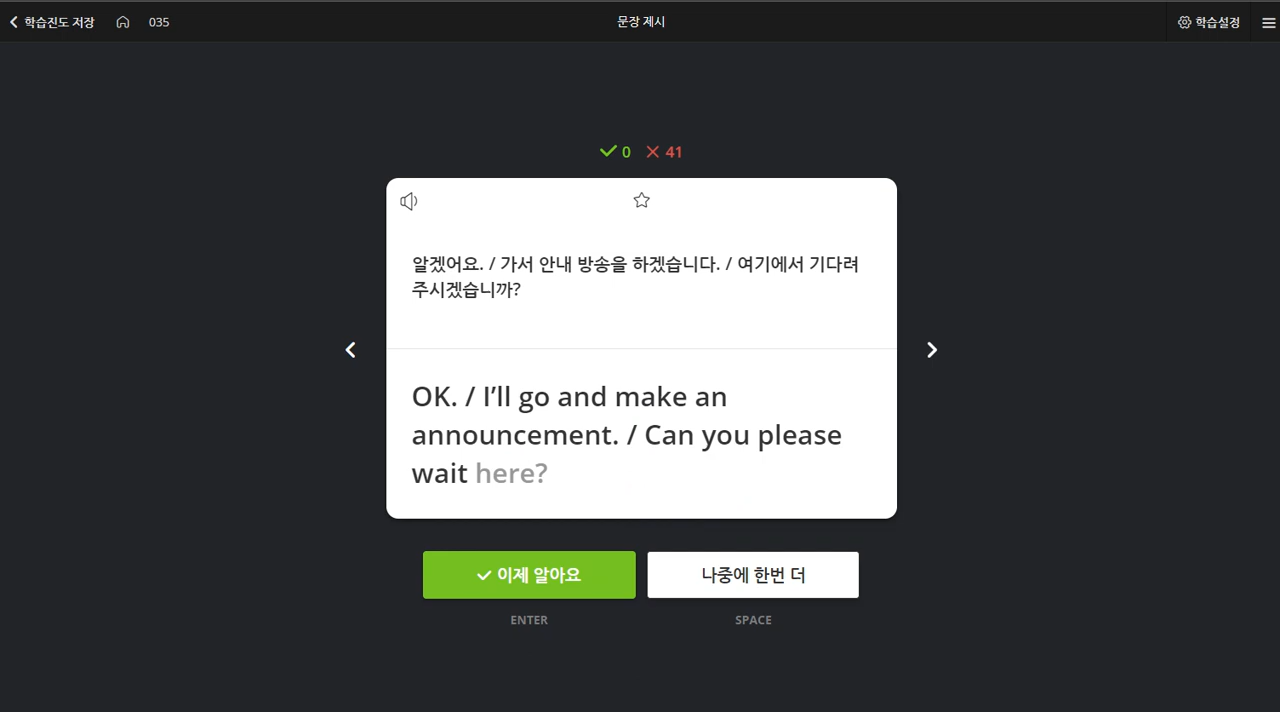 학습진도 저장
035
문장 제시
학습설정
0
41
알겠어요. / 가서 안내 방송을 하겠습니다. / 여기에서 기다려
주시겠습니까?
OK. / I’ll go and make an
announcement. / Can you please
wait here?
이제 알아요
나중에 한번 더
ENTER
SPACE